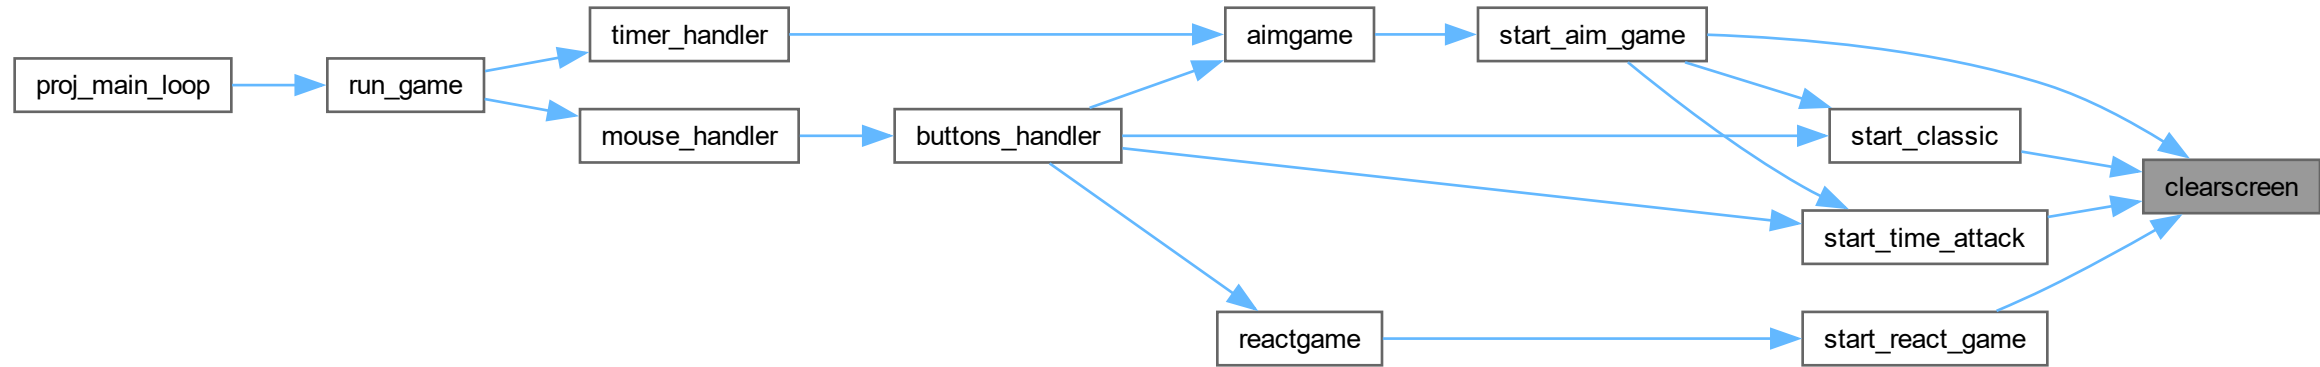 timer_handler
aimgame
start_aim_game
proj_main_loop
run_game
mouse_handler
buttons_handler
start_classic
clearscreen
start_time_attack
reactgame
start_react_game